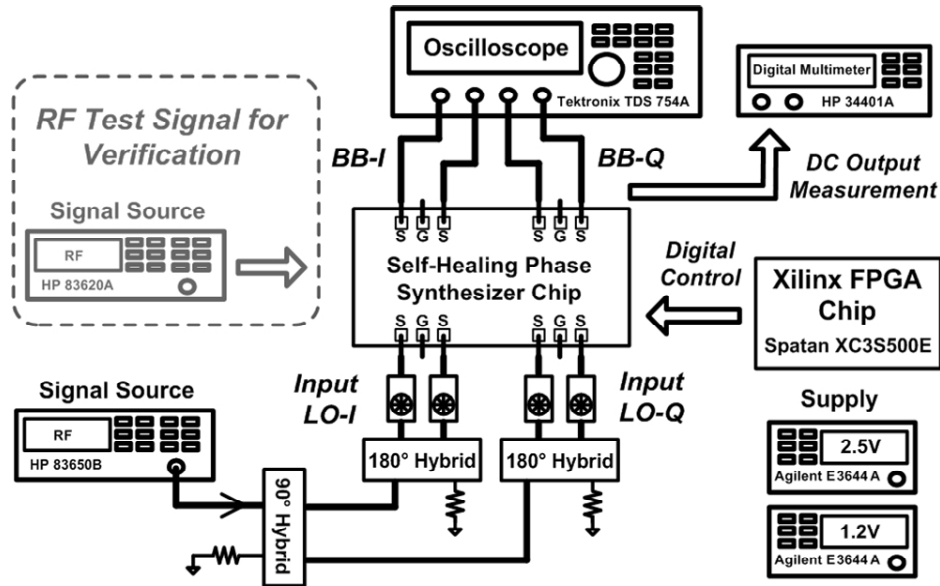 Oscilloscope
Tektronix TDS 754A
Digital Multimeter
HP 34401A
RF Test Signal for
Verification
Signal Source
RF
HP 83620A
BB-I
BB-Q
DC Output
Measurement
S G S
S G S
Self-Healing Phase
Synthesizer Chip
S G S
S G S
Digital
Control
Xilinx FPGA
Chip
Spatan XC3S500E
Signal Source
RF
HP 83650B
Input
LO-I
Input
LO-Q
180° Hybrid
180° Hybrid
90° Hybrid
Supply
2.5V
Agilent E3644 A
1.2V
Agilent E3644 A